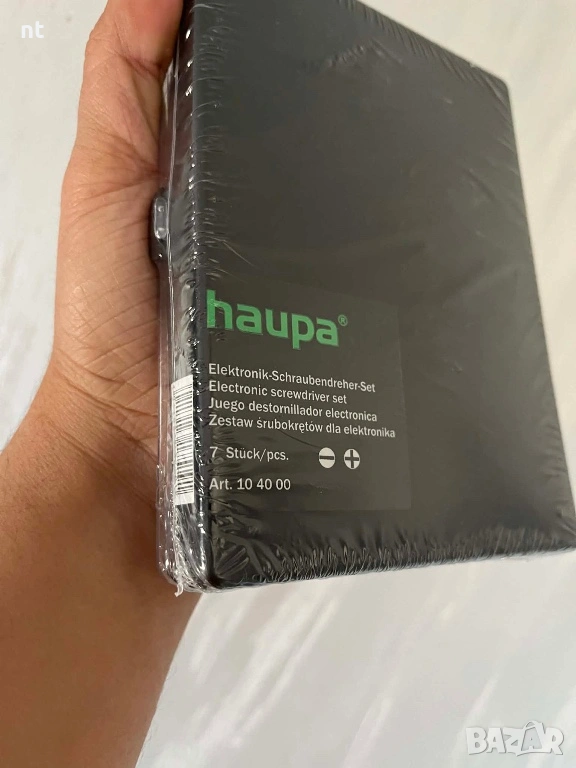 nt
haupa®
Elektronik-Schraubendreher-Set
Electronic screwdriver set
Juego destornillador electronica
Zestaw śrubokrętów dla elektronika
7 Stück/pcs.
Art. 10 40 00
BAZAR